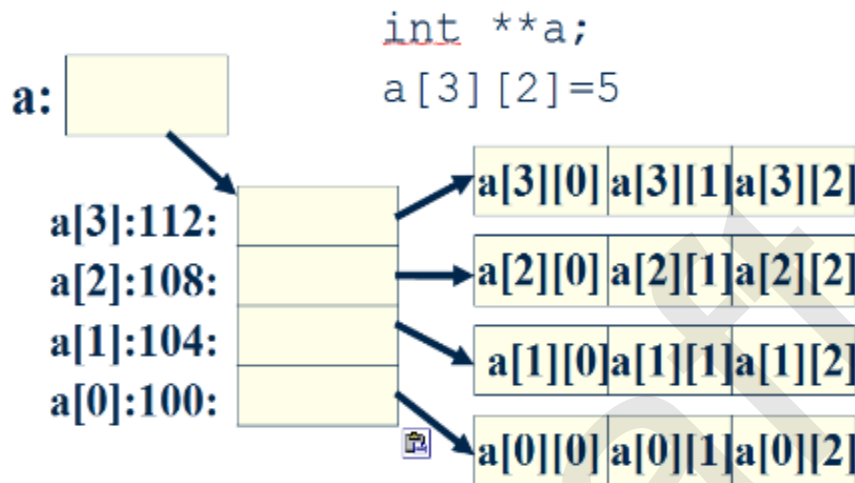 int **a;
a[3][2]=5
a:
a[3]:112:
a[3][0] a[3][1] a[3][2]
a[2]:108:
a[2][0] a[2][1] a[2][2]
a[1]:104:
a[1][0] a[1][1] a[1][2]
a[0]:100:
a[0][0] a[0][1] a[0][2]